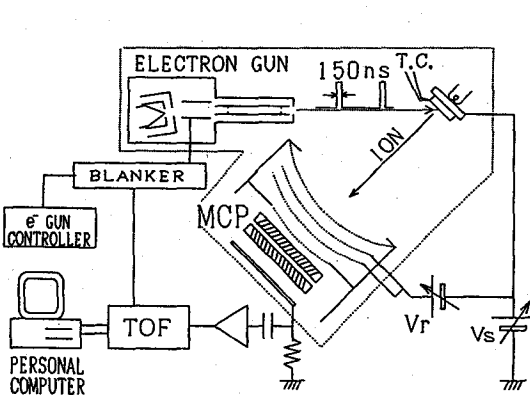 ELECTRON GUN
150ns
T.C.
ION
BLANKER
MCP
e⁻ GUN
CONTROLLER
TOF
Vr
Vs
PERSONAL
COMPUTER